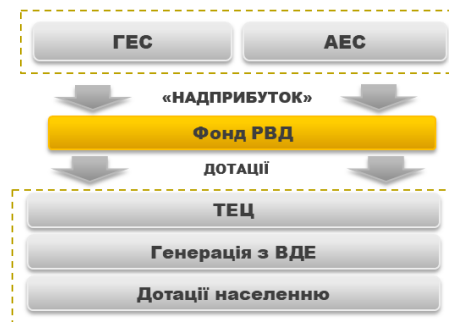 ГЕС АЕС
«НАДПРИБУТОК»
Фонд РВД
ДОТАЦІЇ
ТЕЦ
Генерація з ВДЕ
Дотації населенню